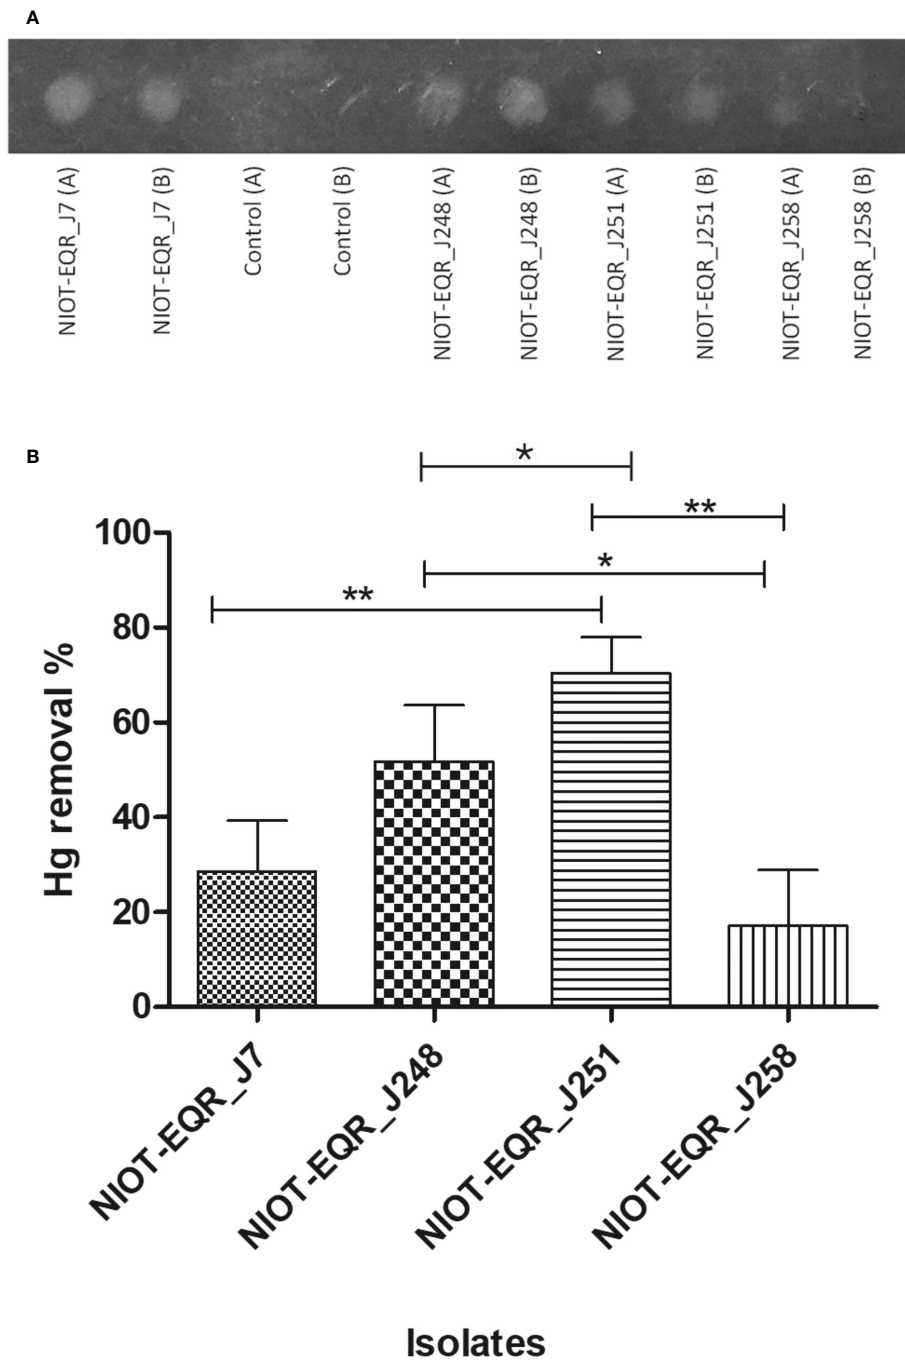 A
NIOT-EQR_J7 (A)
NIOT-EQR_J7 (B)
Control (A)
Control (B)
NIOT-EQR_J248 (A)
NIOT-EQR_J248 (B)
NIOT-EQR_J251 (A)
NIOT-EQR_J251 (B)
NIOT-EQR_J258 (A)
NIOT-EQR_J258 (B)
B
*
**
*
**
100
80
60
40
20
0
Hg removal %
NIOT-EQR_J7
NIOT-EQR_J248
NIOT-EQR_J251
NIOT-EQR_J258
Isolates